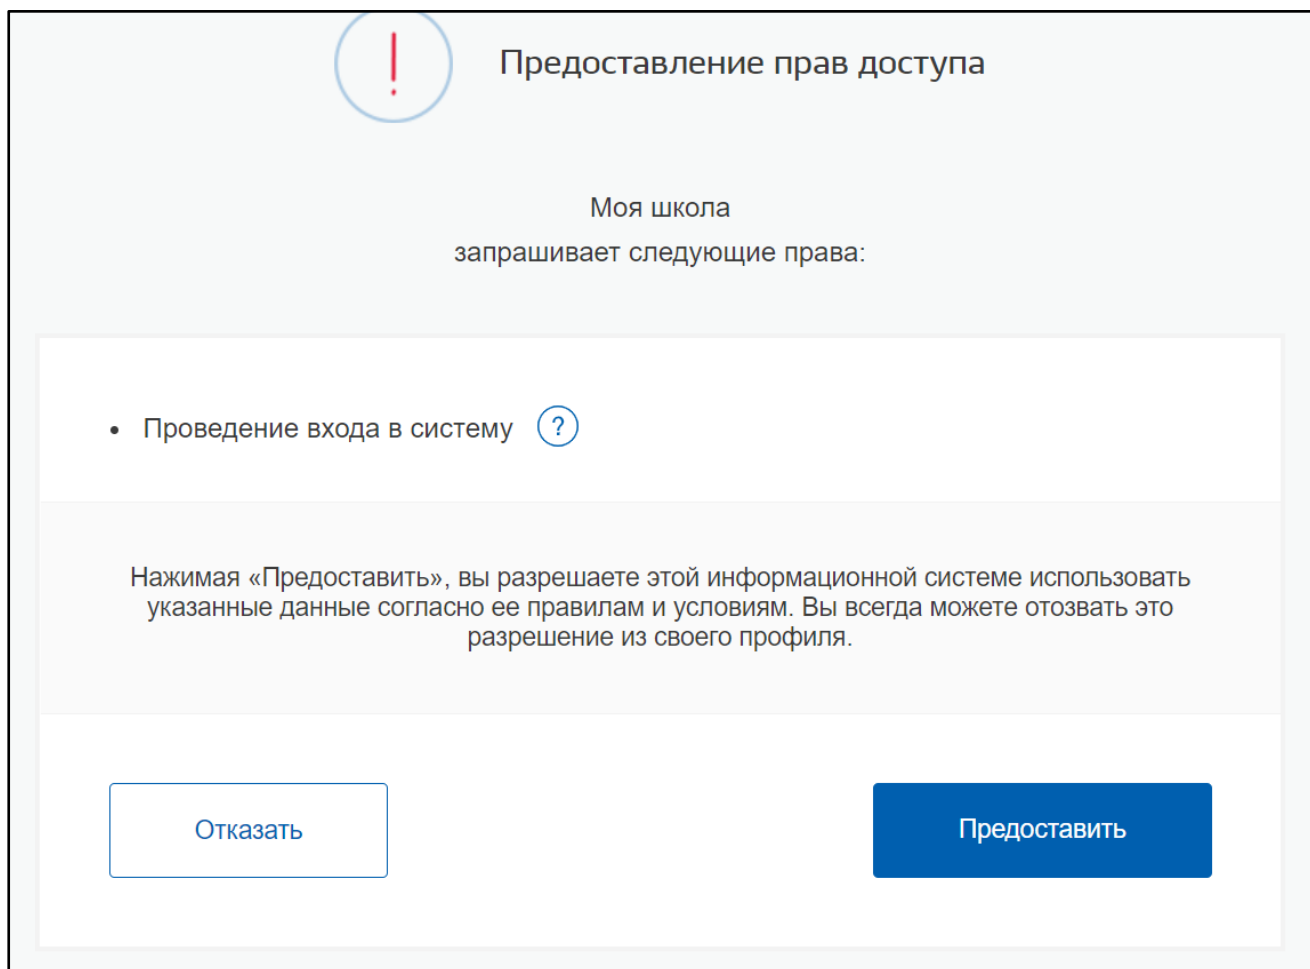 Предоставление прав доступа
Моя школа
запрашивает следующие права:
• Проведение входа в систему ?
Нажимая «Предоставить», вы разрешаете этой информационной системе использовать
указанные данные согласно ее правилам и условиям. Вы всегда можете отозвать это
разрешение из своего профиля.
Отказать
Предоставить